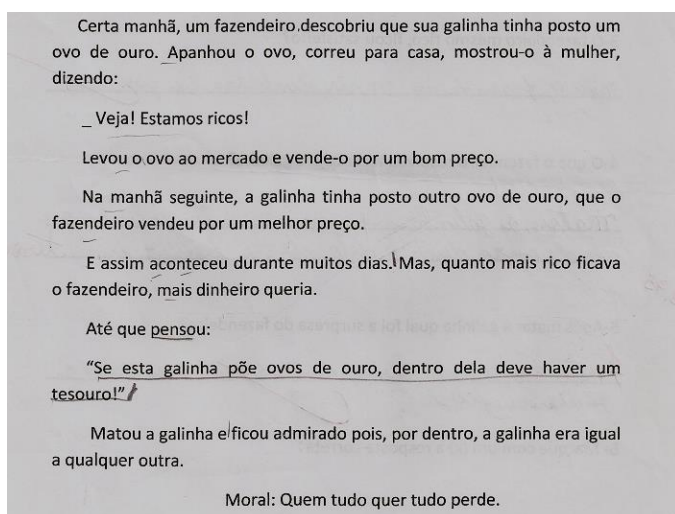 Certa manhã, um fazendeiro descobriu que sua galinha tinha posto um
ovo de ouro. Apanhou o ovo, correu para casa, mostrou-o à mulher,
dizendo:
_ Veja! Estamos ricos!
Levou o ovo ao mercado e vende-o por um bom preço.
Na manhã seguinte, a galinha tinha posto outro ovo de ouro, que o
fazendeiro vendeu por um melhor preço.
E assim aconteceu durante muitos dias. Mas, quanto mais rico ficava
o fazendeiro, mais dinheiro queria.
Até que pensou:
“Se esta galinha põe ovos de ouro, dentro dela deve haver um
tesouro!”
Matou a galinha e ficou admirado pois, por dentro, a galinha era igual
a qualquer outra.
Moral: Quem tudo quer tudo perde.